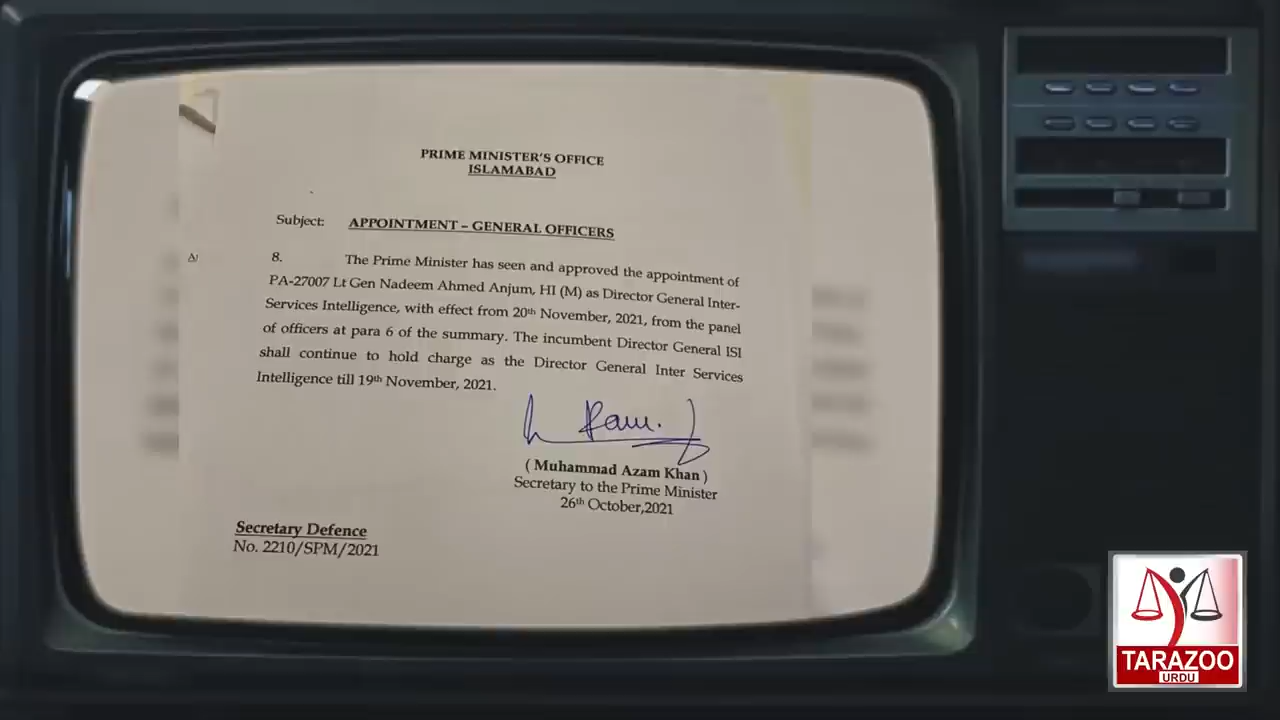 PRIME MINISTER'S OFFICE
ISLAMABAD
Subject: APPOINTMENT – GENERAL OFFICERS
8. The Prime Minister has seen and approved the appointment of
PA-27007 Lt Gen Nadeem Ahmed Anjum, HI (M) as Director General Inter-
Services Intelligence, with effect from 20th November, 2021, from the panel
of officers at para 6 of the summary. The incumbent Director General ISI
shall continue to hold charge as the Director General Inter Services
Intelligence till 19th November, 2021.
( Muhammad Azam Khan )
Secretary to the Prime Minister
26th October,2021
Secretary Defence
No. 2210/SPM/2021
TARAZOO
URDU